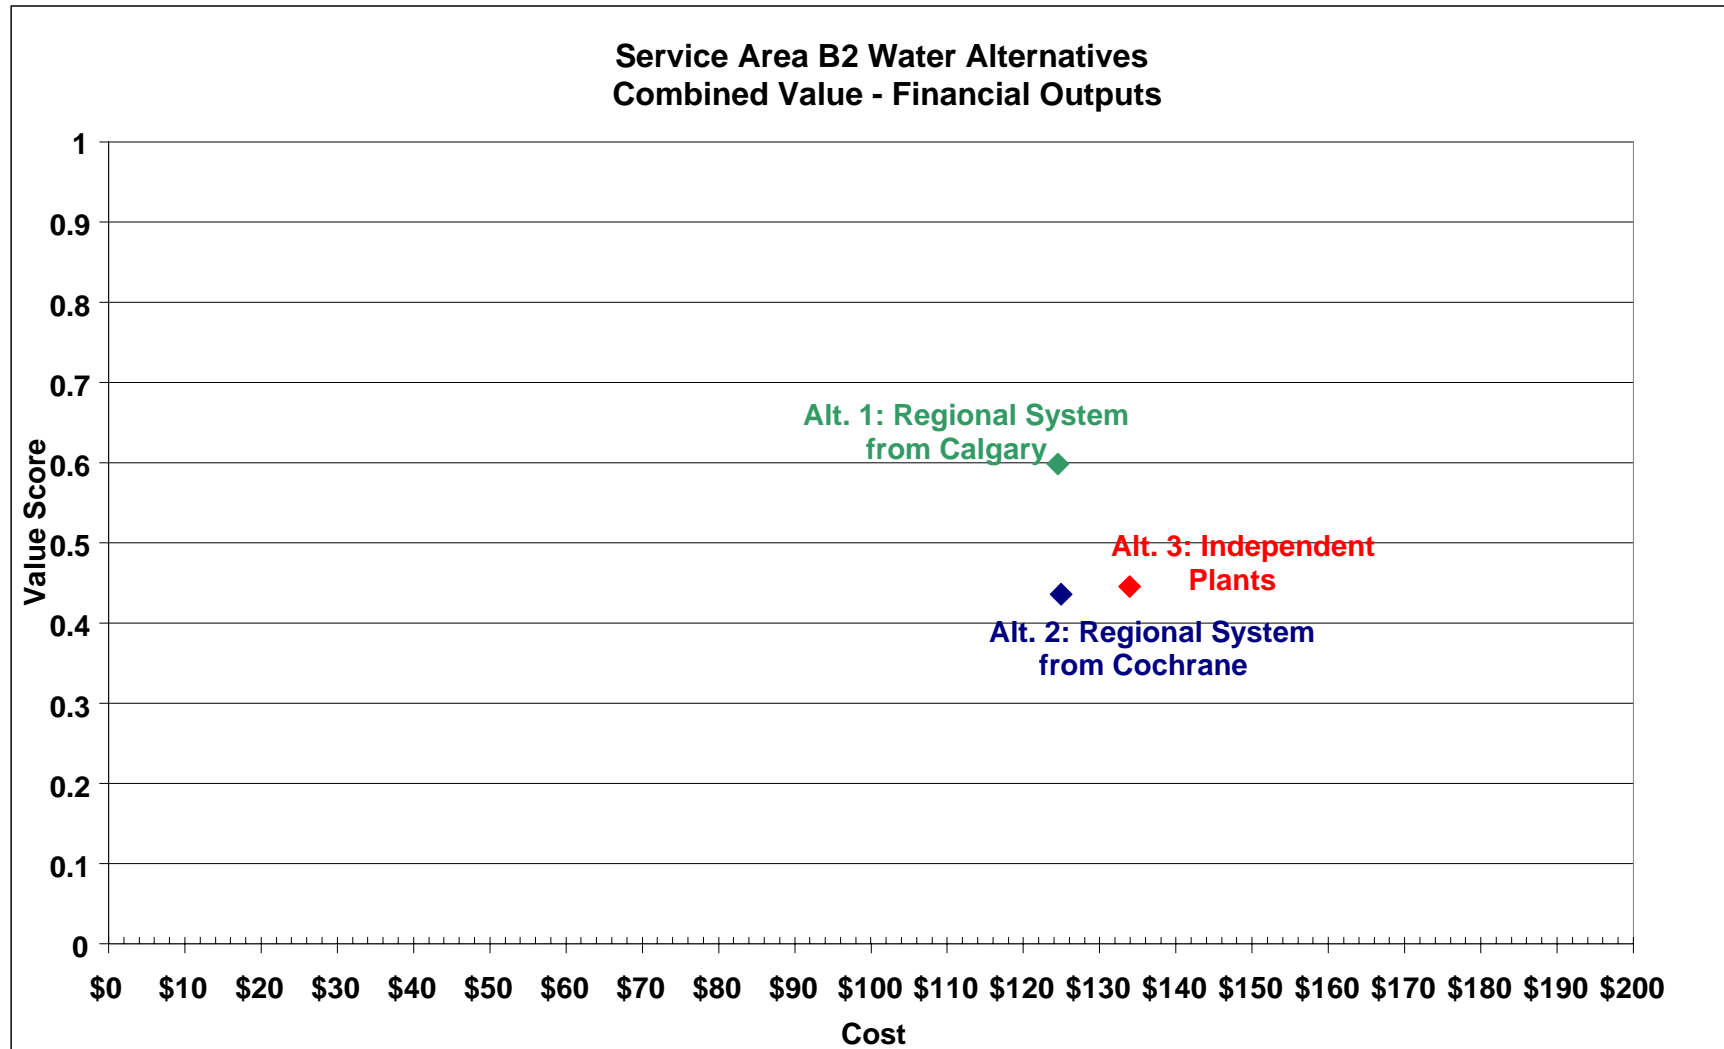 Service Area B2 Water Alternatives
Combined Value - Financial Outputs
1
0.9
0.8
0.7
0.6
0.5
0.4
0.3
0.2
0.1
0
Value Score
Alt. 1: Regional System
from Calgary
Alt. 3: Independent
Plants
Alt. 2: Regional System
from Cochrane
$0 $10 $20 $30 $40 $50 $60 $70 $80 $90 $100 $110 $120 $130 $140 $150 $160 $170 $180 $190 $200
Cost